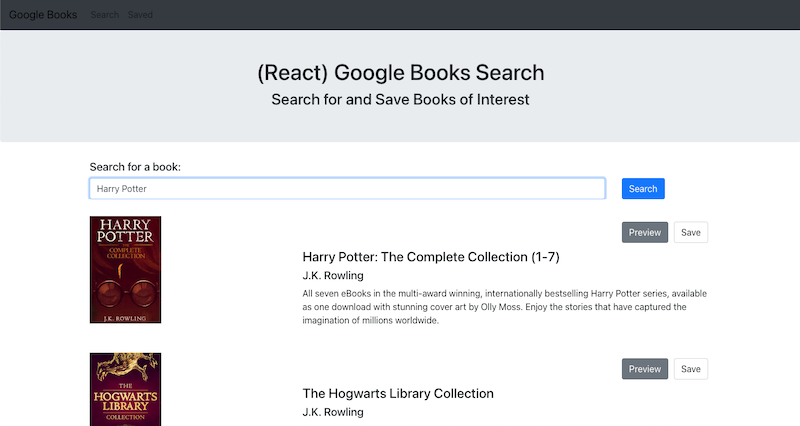 Google Books Search Saved
(React) Google Books Search
Search for and Save Books of Interest
Search for a book:
Harry Potter Search
HARRY
POTTER
THE
COMPLETE
COLLECTION
J.K. ROWLING
Preview Save
Harry Potter: The Complete Collection (1-7)
J.K. Rowling
All seven eBooks in the multi-award winning, internationally bestselling Harry Potter series, available
as one download with stunning cover art by Olly Moss. Enjoy the stories that have captured the
imagination of millions worldwide.
THE
HOGWARTS
LIBRARY
COLLECTION
Preview Save
The Hogwarts Library Collection
J.K. Rowling